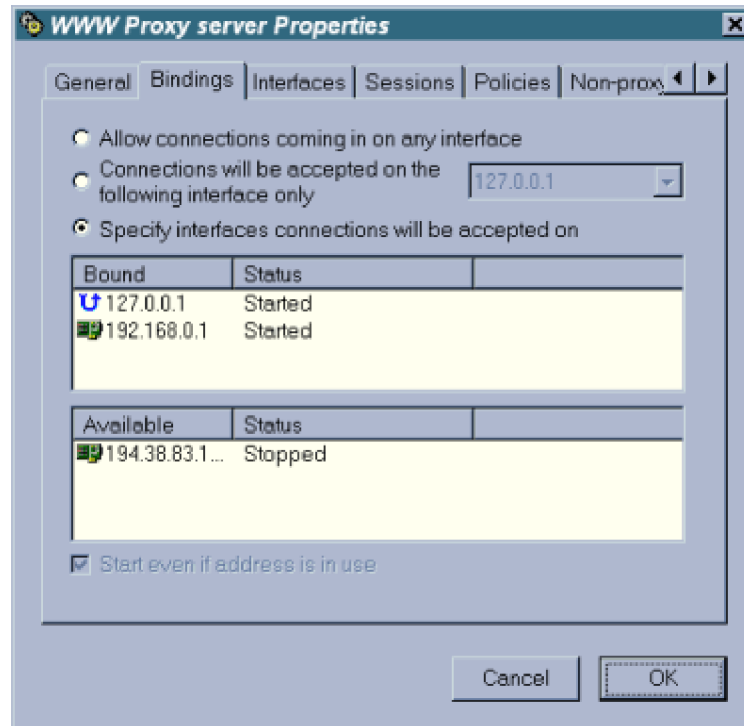 WWW Proxy server Properties
General Bindings Interfaces Sessions Policies Non-proxy
Allow connections coming in on any interface
Connections will be accepted on the
following interface only
127.0.0.1
Specify interfaces connections will be accepted on
Bound Status
127.0.0.1 Started
192.168.0.1 Started
Available Status
194.38.83.1... Stopped
Start even if address is in use
Cancel OK